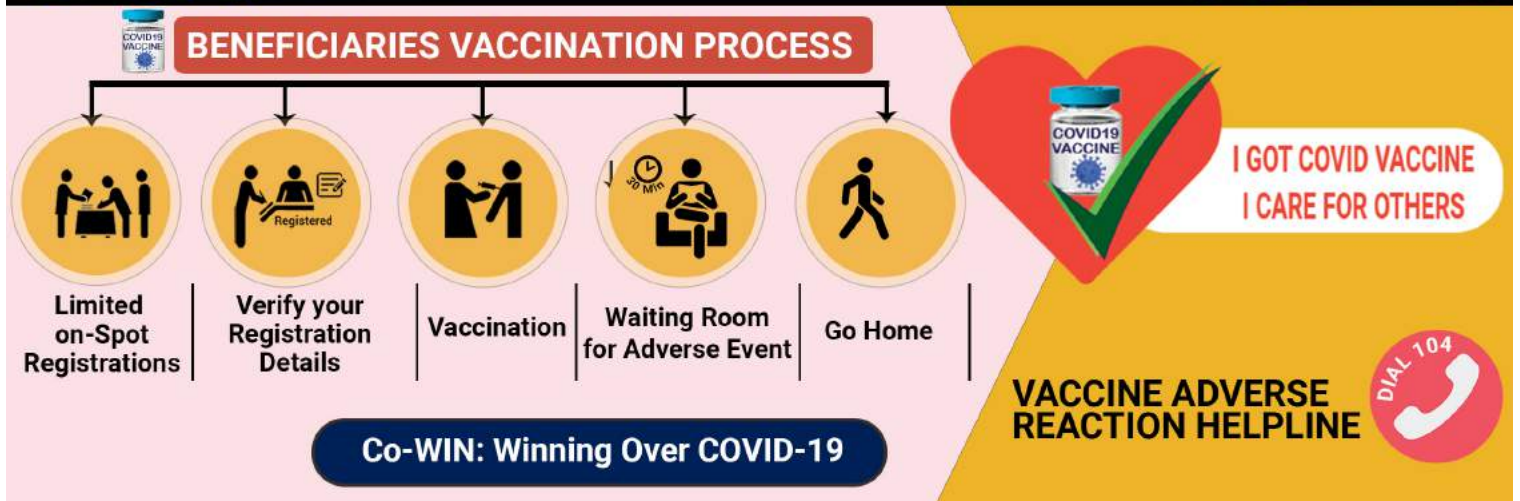 COVID19
VACCINE
BENEFICIARIES VACCINATION PROCESS
30 Min
Registered
Limited
on-Spot
Registrations
Verify your
Registration
Details
Vaccination
Waiting Room
for Adverse Event
Go Home
Co-WIN: Winning Over COVID-19
COVID19
VACCINE
I GOT COVID VACCINE
I CARE FOR OTHERS
VACCINE ADVERSE
REACTION HELPLINE
DIAL 104